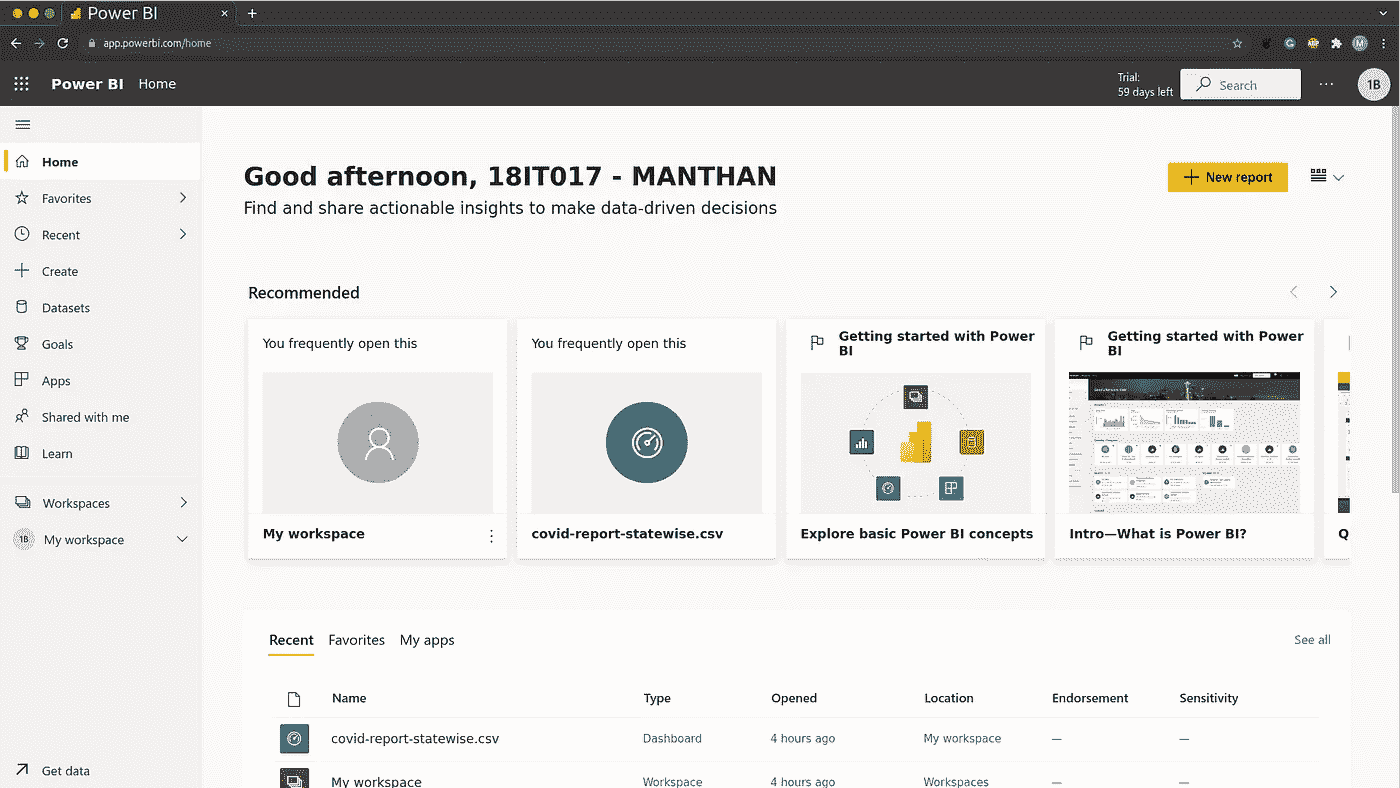 Power BI
app.powerbi.com/home
Power BI Home
Trial:
59 days left
Search
1B
Home
Favorites
Recent
Create
Datasets
Goals
Apps
Shared with me
Learn
Workspaces
1B My workspace
Get data
Good afternoon, 18IT017 - MANTHAN
Find and share actionable insights to make data-driven decisions
New report
Recommended
You frequently open this
My workspace
You frequently open this
covid-report-statewise.csv
Getting started with Power
BI
Explore basic Power BI concepts
Getting started with Power
BI
Intro—What is Power BI?
Q
Recent Favorites My apps
See all
Name Type Opened Location Endorsement Sensitivity
covid-report-statewise.csv Dashboard 4 hours ago My workspace — —
My workspace Workspace 4 hours ago Workspaces — —